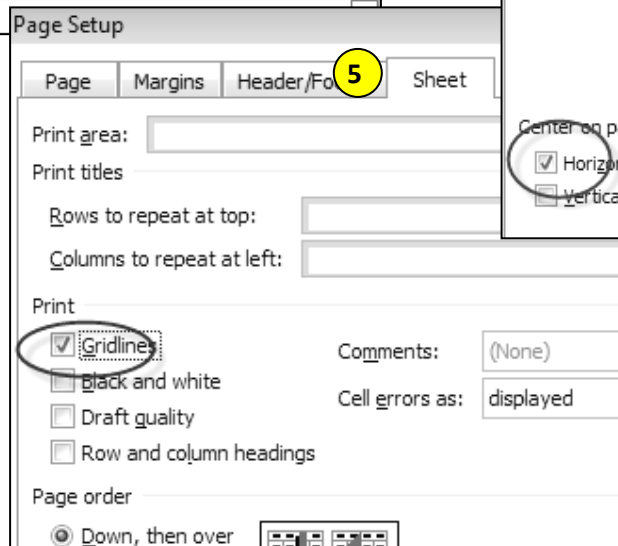 Page Setup
Page Margins Header/Fo 5 Sheet
Print area:
Print titles
Rows to repeat at top:
Columns to repeat at left:
Print
Gridlines
Black and white
Draft quality
Row and column headings
Comments: (None)
Cell errors as: displayed
Page order
Down, then over
Center on p
Horizon
Vertica